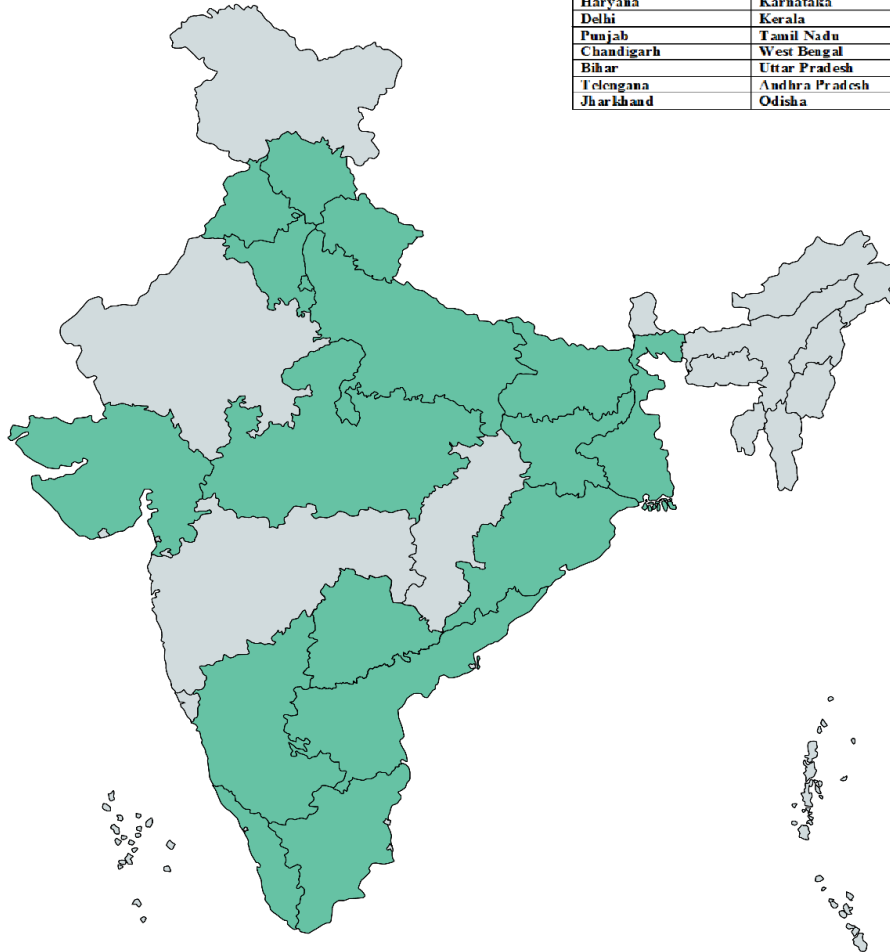 Haryana Karnataka
Delhi Kerala
Punjab Tamil Nadu
Chandigarh West Bengal
Bihar Uttar Pradesh
Telengana Andhra Pradesh
Jharkhand Odisha